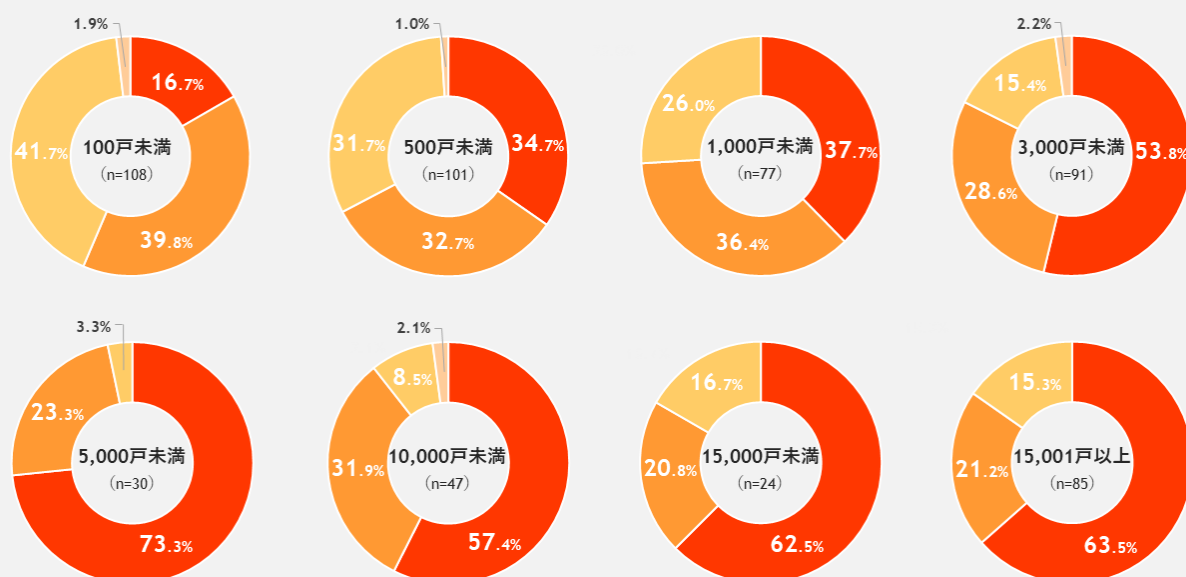 1.9%
16.7%
41.7%
100戸未満
（n=108）
39.8%
1.0%
31.7%
34.7%
500戸未満
（n=101）
32.7%
26.0%
1,000戸未満
（n=77）
37.7%
36.4%
2.2%
15.4%
3,000戸未満
（n=91）
53.8%
28.6%
3.3%
23.3%
5,000戸未満
（n=30）
73.3%
2.1%
8.5%
31.9%
10,000戸未満
（n=47）
57.4%
16.7%
20.8%
15,000戸未満
（n=24）
62.5%
15.3%
21.2%
15,001戸以上
（n=85）
63.5%